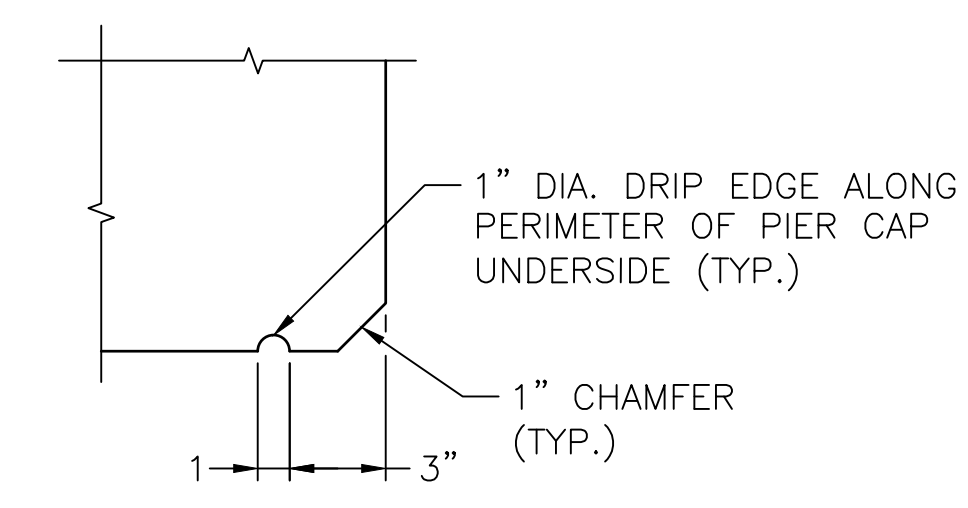 1” DIA. DRIP EDGE ALONG
PERIMETER OF PIER CAP
UNDERSIDE (TYP.)
1” CHAMFER
(TYP.)
1
3”